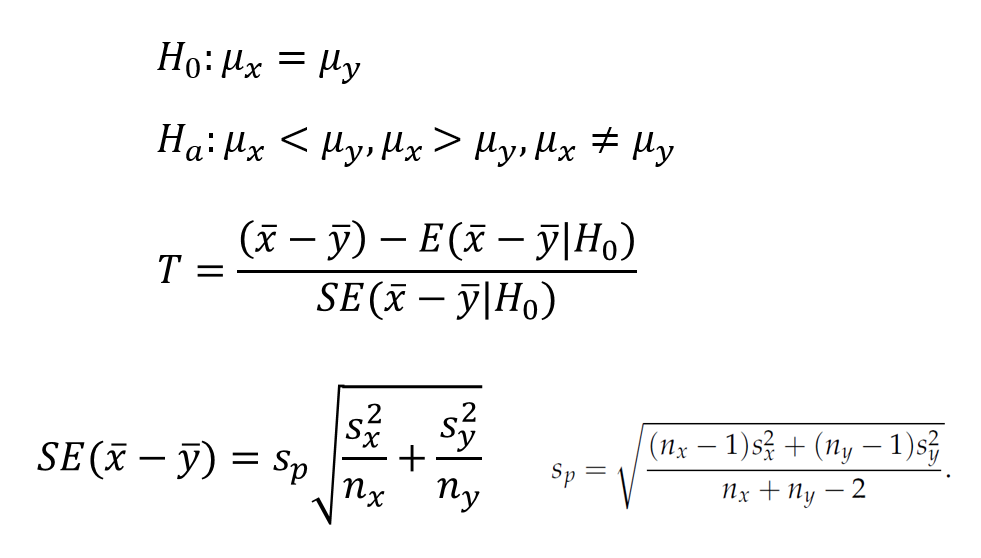 H₀: μₓ = μᵧ
Hₐ: μₓ < μᵧ, μₓ > μᵧ, μₓ ≠ μᵧ
T = ((x̄ − ȳ) − E(x̄ − ȳ|H₀)) / (SE(x̄ − ȳ|H₀))
SE(x̄ − ȳ) = sₚ √(sₓ²/nₓ + sᵧ²/nᵧ)
sₚ = √(((nₓ − 1)sₓ² + (nᵧ − 1)sᵧ²) / (nₓ + nᵧ − 2)).